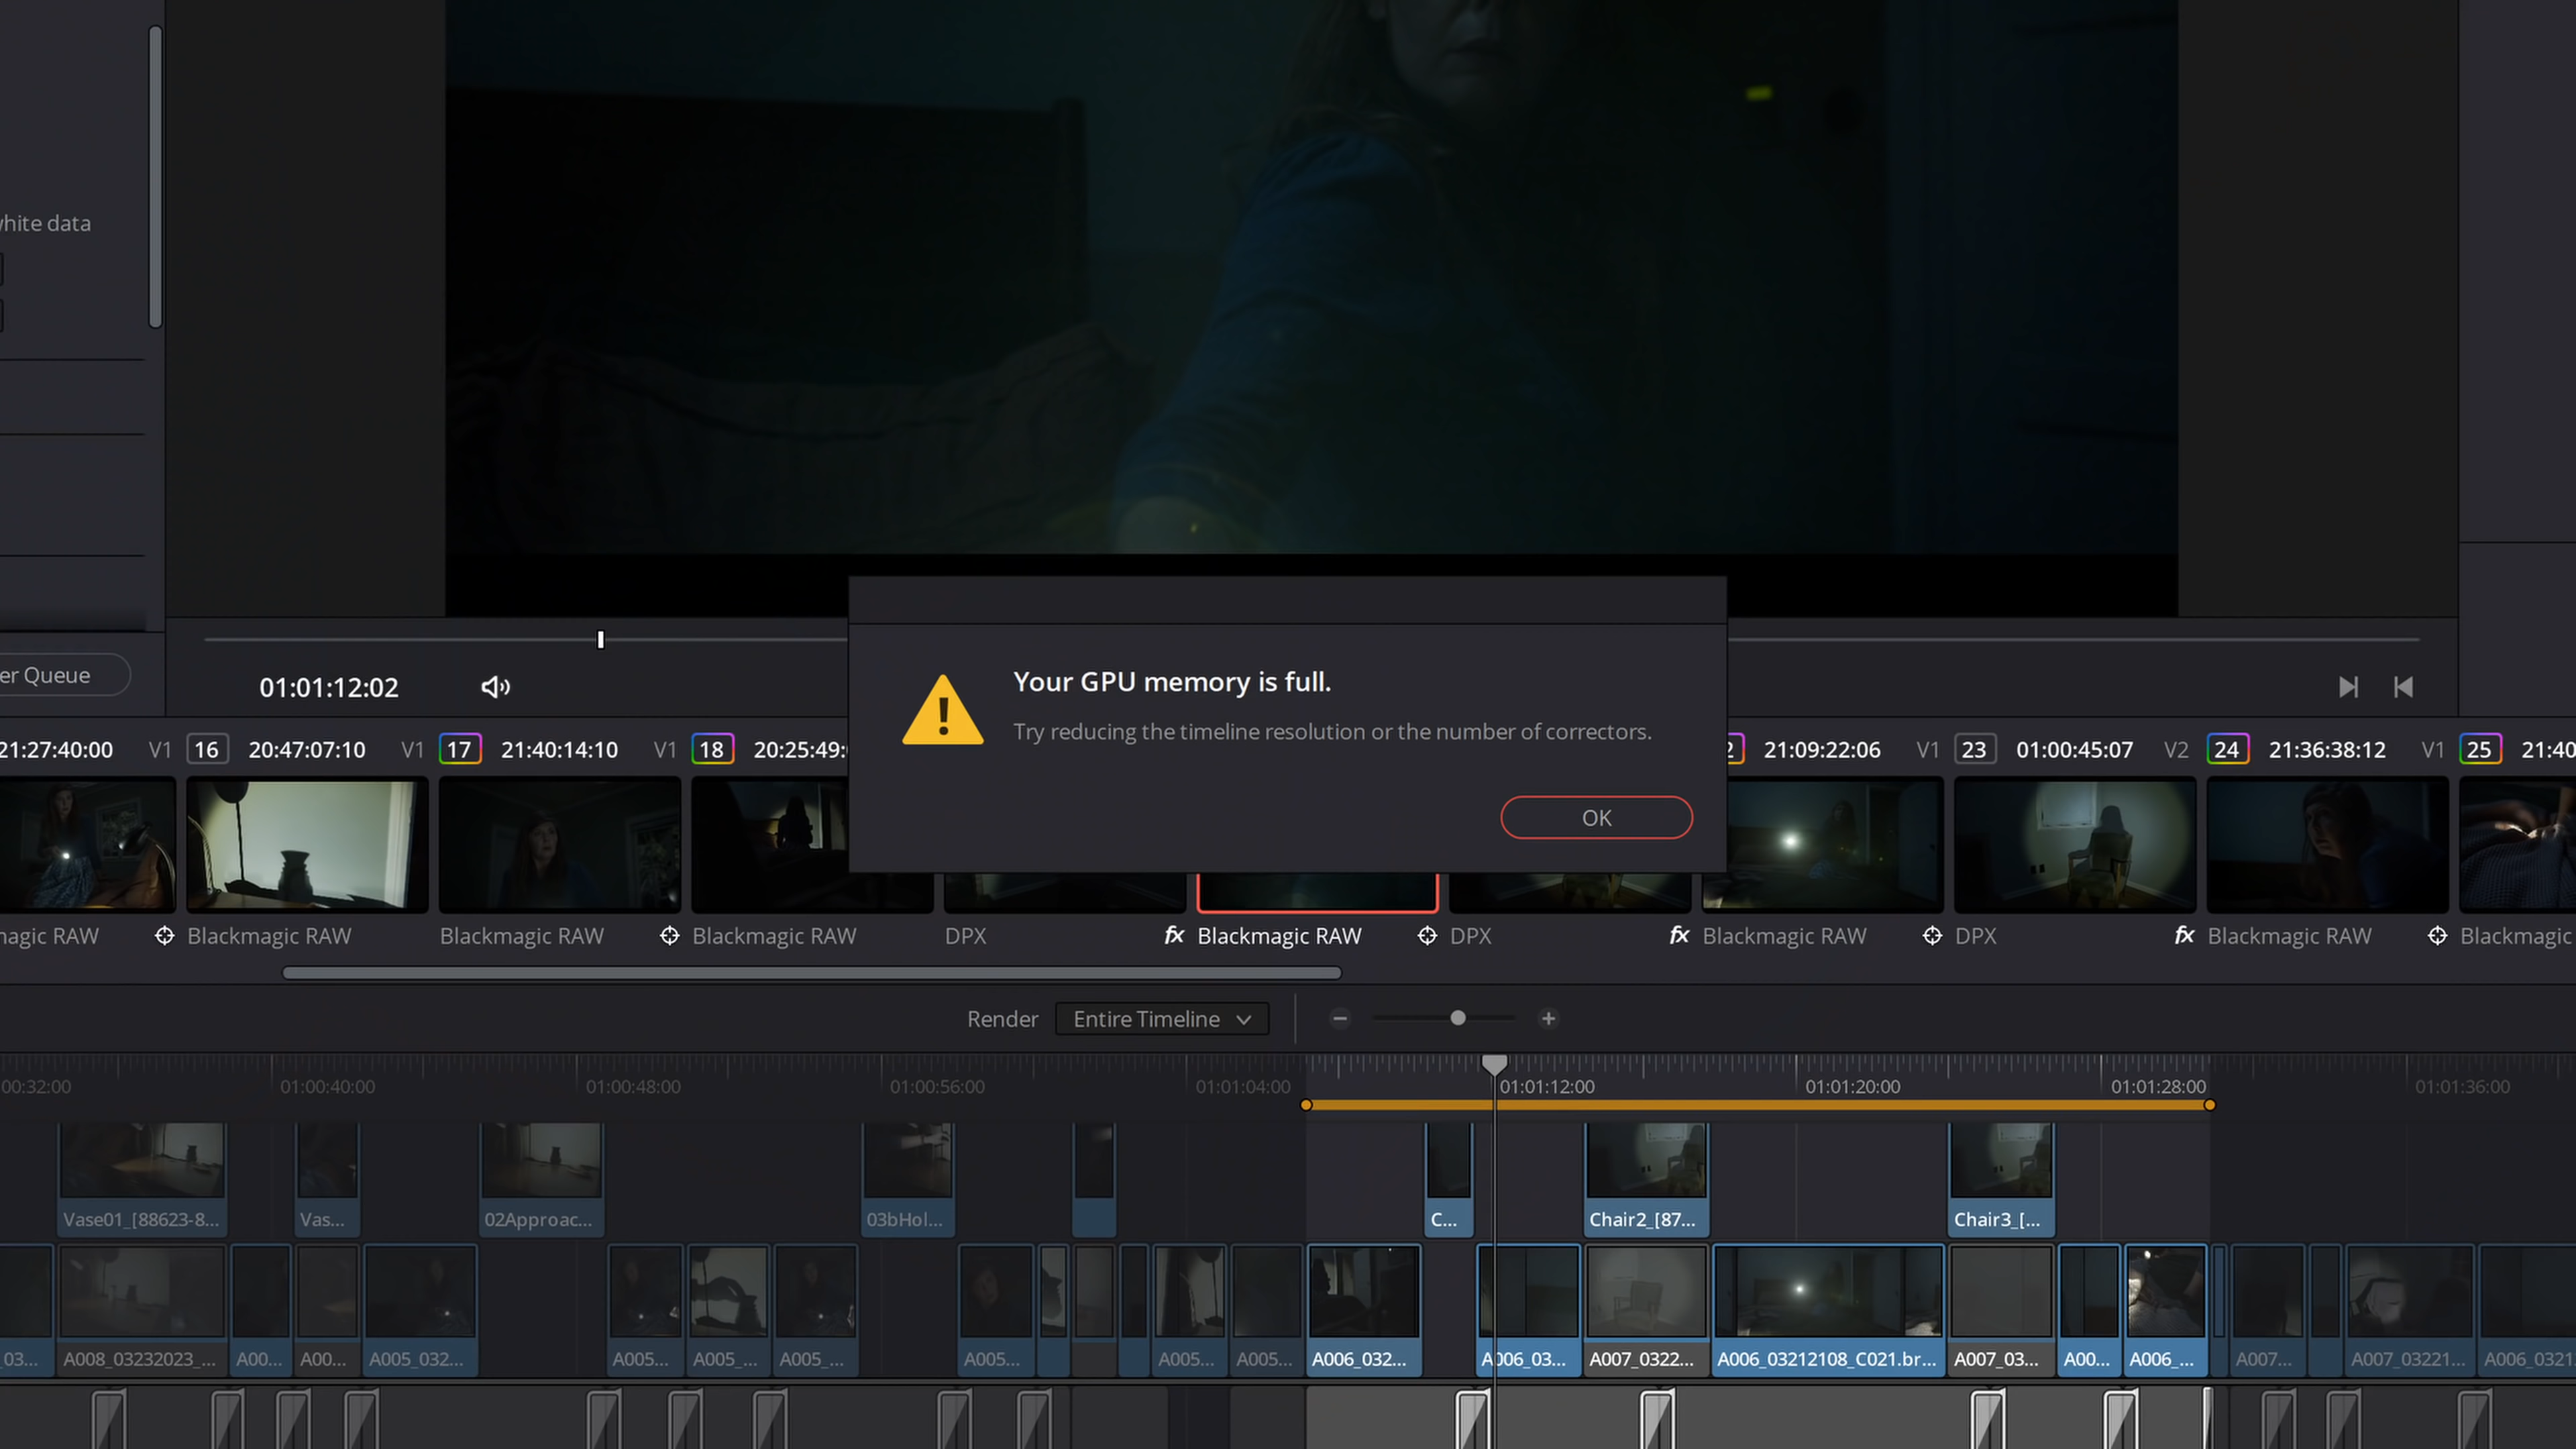 white data
er Queue
01:01:12:02
Your GPU memory is full.
Try reducing the timeline resolution or the number of correctors.
OK
21:27:40:00 V1
16 20:47:07:10 V1
17 21:40:14:10 V1
18 20:25:49:
2 21:09:22:06 V1
23 01:00:45:07 V2
24 21:36:38:12 V1
25 21:40
magic RAW
Blackmagic RAW
Blackmagic RAW
Blackmagic RAW
DPX
fx Blackmagic RAW
DPX
fx Blackmagic RAW
DPX
fx Blackmagic RAW
Blackmagic
Render Entire Timeline
00:32:00 01:00:40:00 01:00:48:00 01:00:56:00 01:01:04:00 01:01:12:00 01:01:20:00 01:01:28:00 01:01:36:00
Vase01_[88623-8... Vas... 02Approac... 03bHol... C... Chair2_[87... Chair3_[...
03... A008_03232023_... A00... A00... A005_032... A005... A005_... A005_... A005... A005... A005... A006_032... A006_03... A007_0322... A006_03212108_C021.br... A007_03... A00... A006_... A007... A007_03221... A006_0321